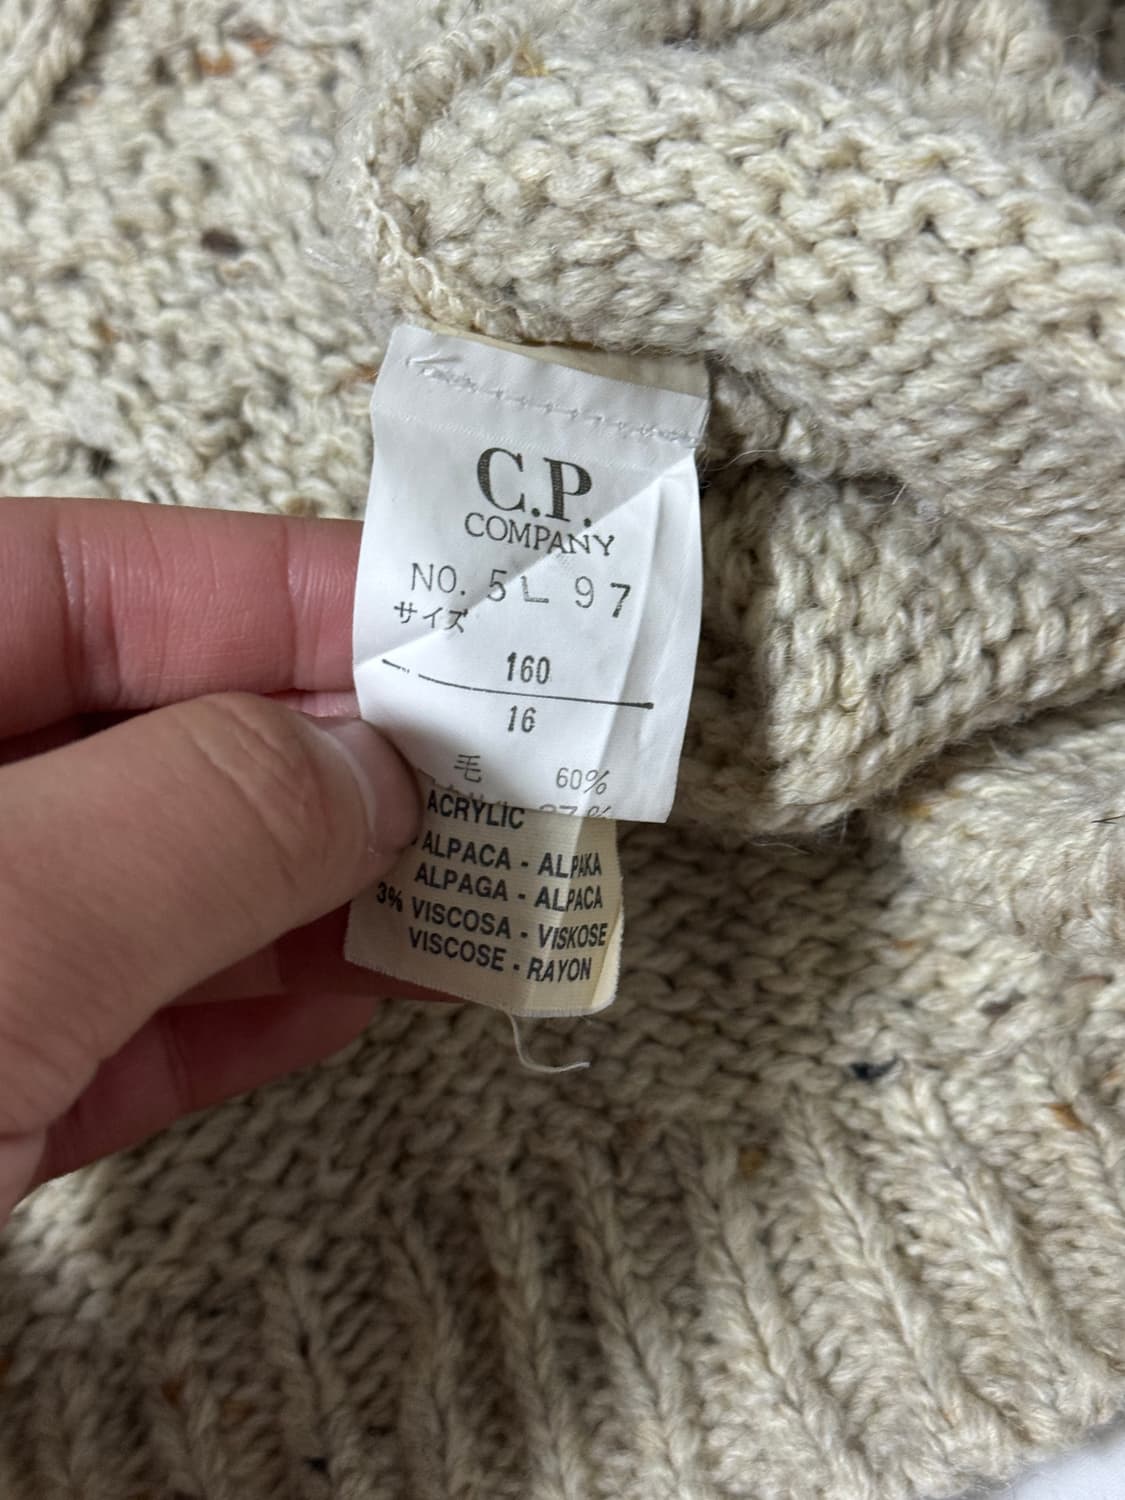 C.P.
COMPANY
NO. 5L 97
サイズ
160
16
毛 60%
ACRYLIC
ALPACA - ALPAKA
ALPAGA - ALPACA
3% VISCOSA - VISKOSE
VISCOSE - RAYON